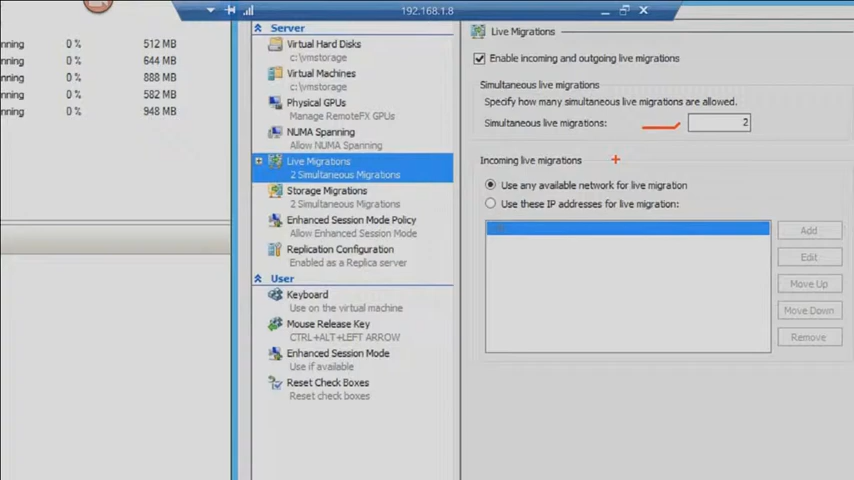 192.168.1.8
nning 0 % 512 MB
nning 0 % 644 MB
nning 0 % 888 MB
nning 0 % 582 MB
nning 0 % 948 MB
Server
Virtual Hard Disks
c:\vmstorage
Virtual Machines
c:\vmstorage
Physical GPUs
Manage RemoteFX GPUs
NUMA Spanning
Allow NUMA Spanning
Live Migrations
2 Simultaneous Migrations
Storage Migrations
2 Simultaneous Migrations
Enhanced Session Mode Policy
Allow Enhanced Session Mode
Replication Configuration
Enabled as a Replica server
User
Keyboard
Use on the virtual machine
Mouse Release Key
CTRL+ALT+LEFT ARROW
Enhanced Session Mode
Use if available
Reset Check Boxes
Reset check boxes
Live Migrations
Enable incoming and outgoing live migrations
Simultaneous live migrations
Specify how many simultaneous live migrations are allowed.
Simultaneous live migrations: 2
Incoming live migrations
Use any available network for live migration
Use these IP addresses for live migration:
Add
Edit
Move Up
Move Down
Remove